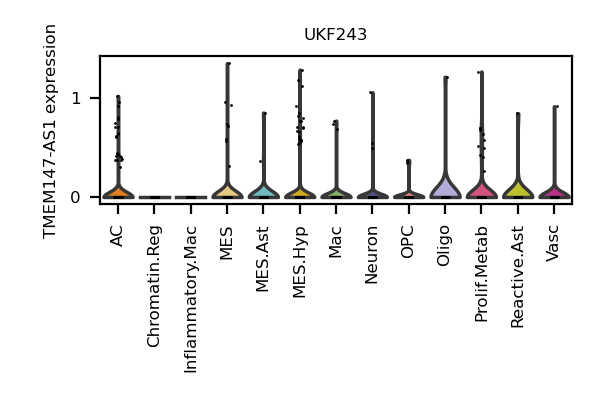 UKF243
TMEM147-AS1 expression
1
0
AC
Chromatin.Reg
Inflammatory.Mac
MES
MES.Ast
MES.Hyp
Mac
Neuron
OPC
Oligo
Prolif.Metab
Reactive.Ast
Vasc